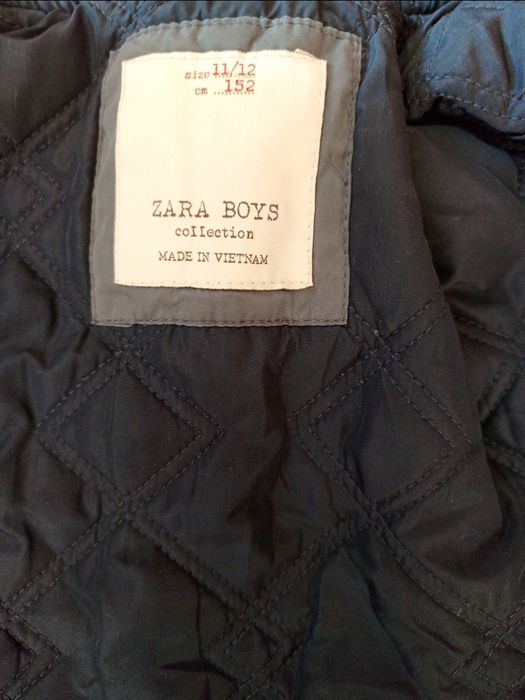 size 11/12
cm 152
ZARA BOYS
collection
MADE IN VIETNAM